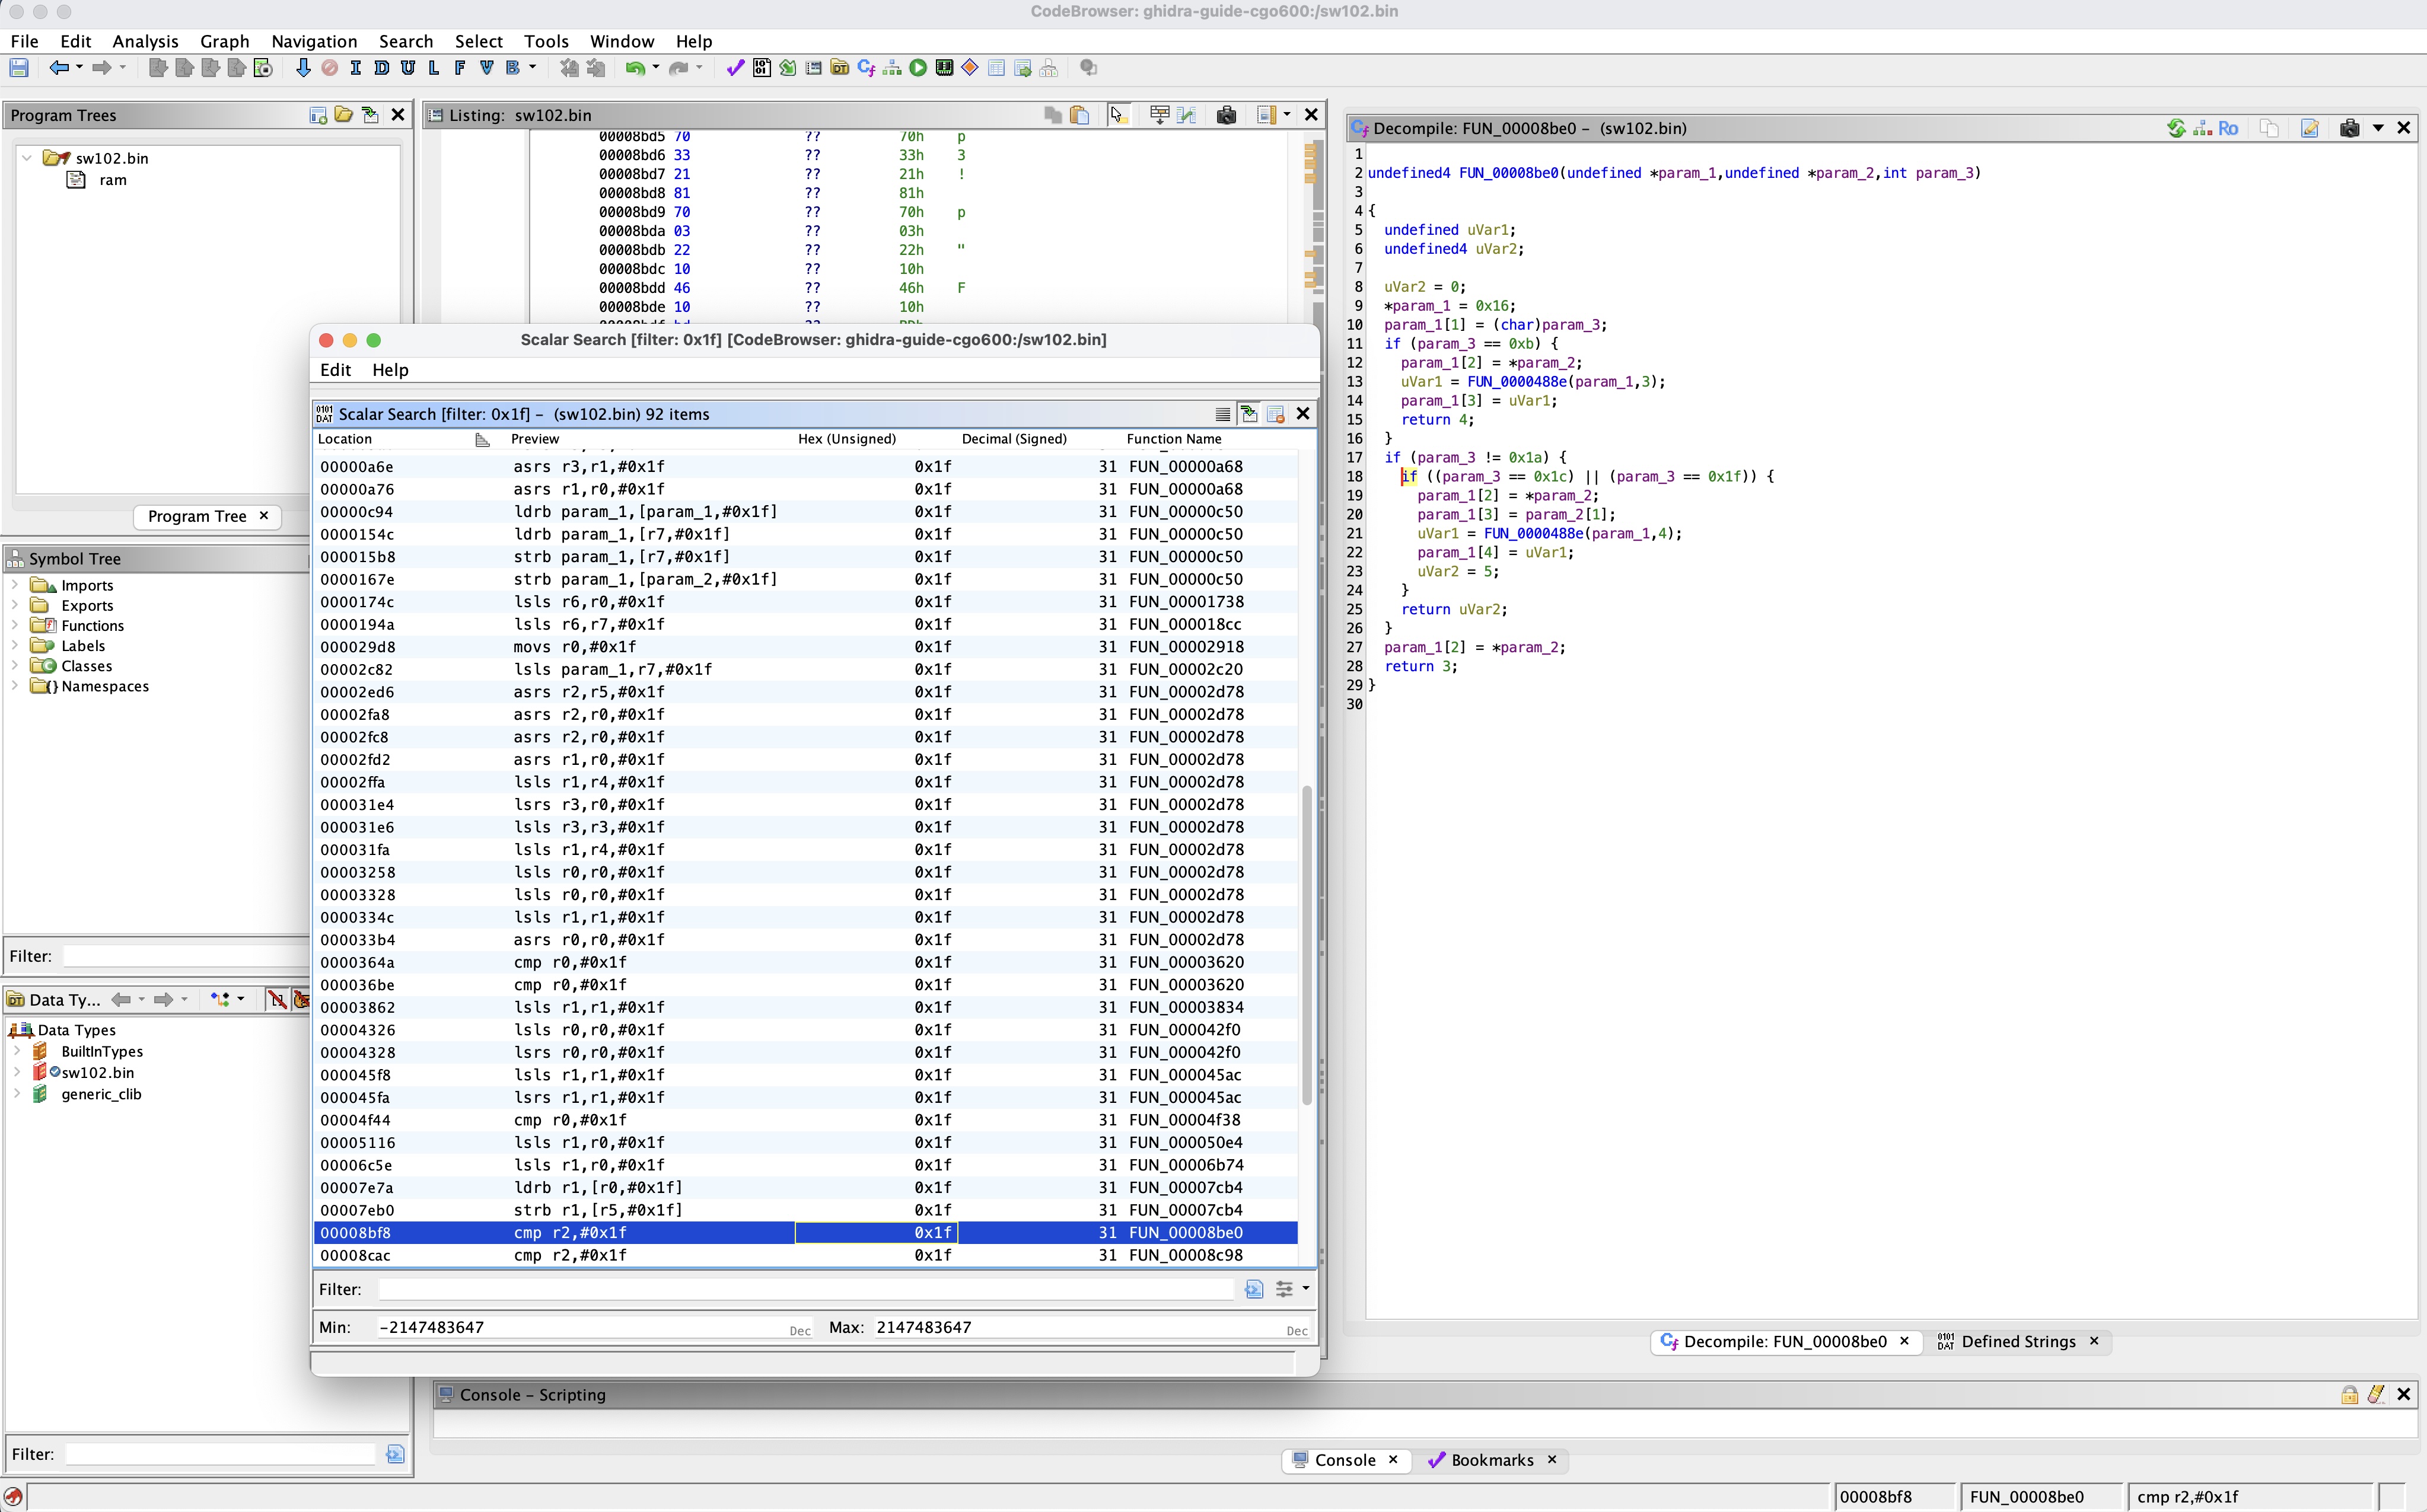 CodeBrowser: ghidra-guide-cgo600:/sw102.bin
File Edit Analysis Graph Navigation Search Select Tools Window Help
I D U L F V B
Program Trees
sw102.bin
ram
Program Tree
Symbol Tree
Imports
Exports
Functions
Labels
Classes
Namespaces
Filter:
Data Ty...
Data Types
BuiltInTypes
sw102.bin
generic_clib
Filter:
Listing: sw102.bin
00008bd5 70 ?? 70h p
00008bd6 33 ?? 33h 3
00008bd7 21 ?? 21h !
00008bd8 81 ?? 81h
00008bd9 70 ?? 70h p
00008bda 03 ?? 03h
00008bdb 22 ?? 22h "
00008bdc 10 ?? 10h
00008bdd 46 ?? 46h F
00008bde 10 ?? 10h
Scalar Search [filter: 0x1f] [CodeBrowser: ghidra-guide-cgo600:/sw102.bin]
Edit Help
Scalar Search [filter: 0x1f] – (sw102.bin) 92 items
Location Preview Hex (Unsigned) Decimal (Signed) Function Name
00000a6e asrs r3,r1,#0x1f 0x1f 31 FUN_00000a68
00000a76 asrs r1,r0,#0x1f 0x1f 31 FUN_00000a68
00000c94 ldrb param_1,[param_1,#0x1f] 0x1f 31 FUN_00000c50
0000154c ldrb param_1,[r7,#0x1f] 0x1f 31 FUN_00000c50
000015b8 strb param_1,[r7,#0x1f] 0x1f 31 FUN_00000c50
0000167e strb param_1,[param_2,#0x1f] 0x1f 31 FUN_00000c50
0000174c lsls r6,r0,#0x1f 0x1f 31 FUN_00001738
0000194a lsls r6,r7,#0x1f 0x1f 31 FUN_000018cc
000029d8 movs r0,#0x1f 0x1f 31 FUN_00002918
00002c82 lsls param_1,r7,#0x1f 0x1f 31 FUN_00002c20
00002ed6 asrs r2,r5,#0x1f 0x1f 31 FUN_00002d78
00002fa8 asrs r2,r0,#0x1f 0x1f 31 FUN_00002d78
00002fc8 asrs r2,r0,#0x1f 0x1f 31 FUN_00002d78
00002fd2 asrs r1,r0,#0x1f 0x1f 31 FUN_00002d78
00002ffa lsls r1,r4,#0x1f 0x1f 31 FUN_00002d78
000031e4 lsrs r3,r0,#0x1f 0x1f 31 FUN_00002d78
000031e6 lsls r3,r3,#0x1f 0x1f 31 FUN_00002d78
000031fa lsls r1,r4,#0x1f 0x1f 31 FUN_00002d78
00003258 lsls r0,r0,#0x1f 0x1f 31 FUN_00002d78
00003328 lsls r0,r0,#0x1f 0x1f 31 FUN_00002d78
0000334c lsls r1,r1,#0x1f 0x1f 31 FUN_00002d78
000033b4 asrs r0,r0,#0x1f 0x1f 31 FUN_00002d78
0000364a cmp r0,#0x1f 0x1f 31 FUN_00003620
000036be cmp r0,#0x1f 0x1f 31 FUN_00003620
00003862 lsls r1,r1,#0x1f 0x1f 31 FUN_00003834
00004326 lsls r0,r0,#0x1f 0x1f 31 FUN_000042f0
00004328 lsrs r0,r0,#0x1f 0x1f 31 FUN_000042f0
000045f8 lsls r1,r1,#0x1f 0x1f 31 FUN_000045ac
000045fa lsrs r1,r1,#0x1f 0x1f 31 FUN_000045ac
00004f44 cmp r0,#0x1f 0x1f 31 FUN_00004f38
00005116 lsls r1,r0,#0x1f 0x1f 31 FUN_000050e4
00006c5e lsls r1,r0,#0x1f 0x1f 31 FUN_00006b74
00007e7a ldrb r1,[r0,#0x1f] 0x1f 31 FUN_00007cb4
00007eb0 strb r1,[r5,#0x1f] 0x1f 31 FUN_00007cb4
00008bf8 cmp r2,#0x1f 0x1f 31 FUN_00008be0
00008cac cmp r2,#0x1f 0x1f 31 FUN_00008c98
Filter:
Min: -2147483647 Dec Max: 2147483647 Dec
Decompile: FUN_00008be0 – (sw102.bin)
Ro
1
2 undefined4 FUN_00008be0(undefined *param_1,undefined *param_2,int param_3)
3
4 {
5 undefined uVar1;
6 undefined4 uVar2;
7
8 uVar2 = 0;
9 *param_1 = 0x16;
10 param_1[1] = (char)param_3;
11 if (param_3 == 0xb) {
12 param_1[2] = *param_2;
13 uVar1 = FUN_0000488e(param_1,3);
14 param_1[3] = uVar1;
15 return 4;
16 }
17 if (param_3 != 0x1a) {
18 if ((param_3 == 0x1c) || (param_3 == 0x1f)) {
19 param_1[2] = *param_2;
20 param_1[3] = param_2[1];
21 uVar1 = FUN_0000488e(param_1,4);
22 param_1[4] = uVar1;
23 uVar2 = 5;
24 }
25 return uVar2;
26 }
27 param_1[2] = *param_2;
28 return 3;
29 }
30
Decompile: FUN_00008be0 Defined Strings
Console – Scripting
Console Bookmarks
00008bf8 FUN_00008be0 cmp r2,#0x1f